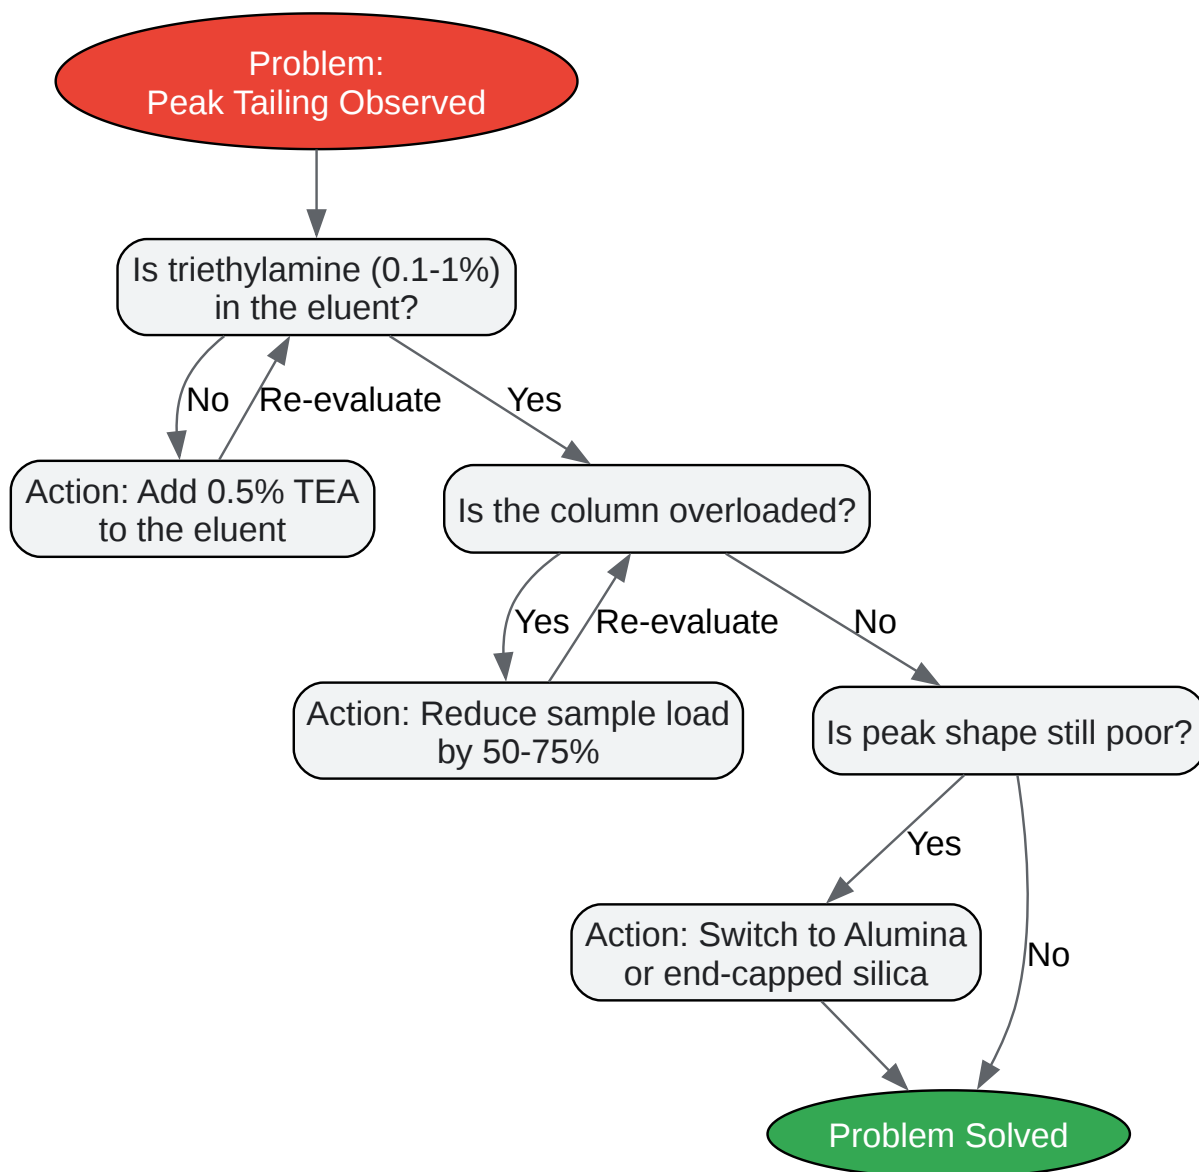 Problem:
Peak Tailing Observed
Is triethylamine (0.1-1%)
in the eluent?
No
Re-evaluate
Yes
Action: Add 0.5% TEA
to the eluent
Is the column overloaded?
Yes
Re-evaluate
No
Action: Reduce sample load
by 50-75%
Is peak shape still poor?
Yes
Action: Switch to Alumina
or end-capped silica
No
Problem Solved